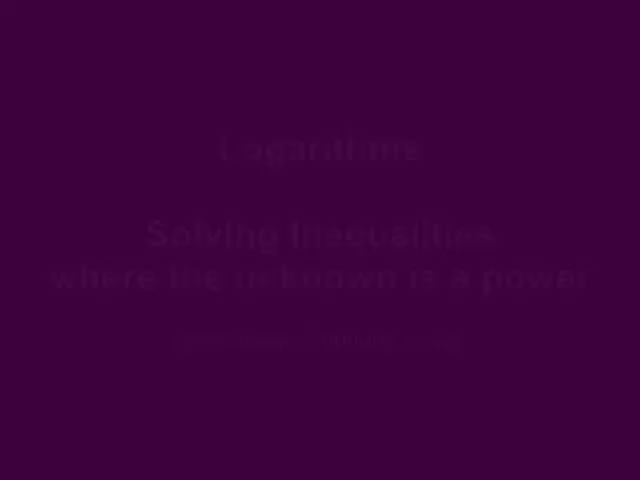 Logarithms
Solving Inequalities
where the unknown is a power